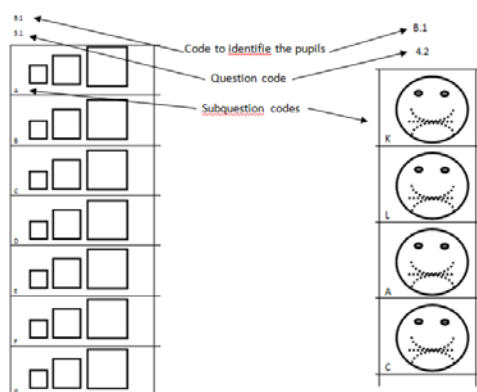 B.1
5.1
Code to identifie the pupils
B.1
Question code
4.2
Subquestion codes
A
B
C
D
E
F
K
L
A
C